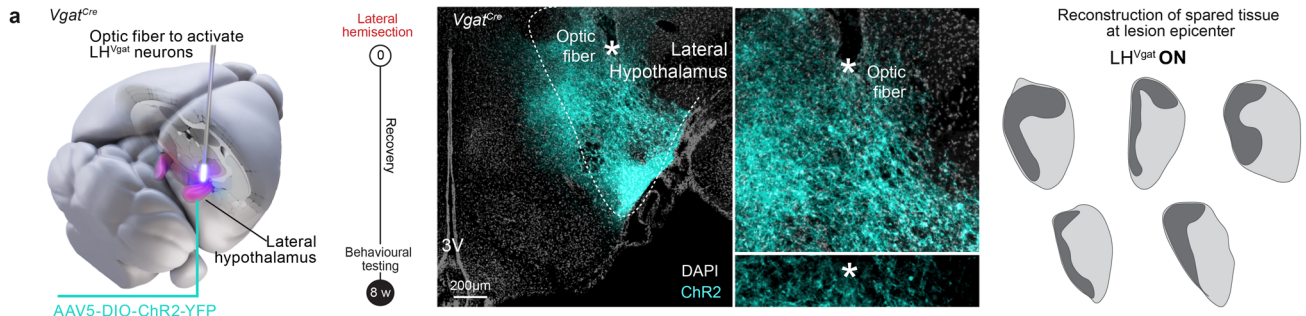 a
Vgat^Cre
Optic fiber to activate
LH^Vgat neurons
Lateral
hypothalamus
AAV5-DIO-ChR2-YFP
Lateral
hemisection
0
Recovery
Behavioural
testing
8 w
Vgat^Cre
Optic
fiber
*
Lateral
Hypothalamus
3V
200µm
DAPI
ChR2
*
Optic
fiber
*
Reconstruction of spared tissue
at lesion epicenter
LH^Vgat ON